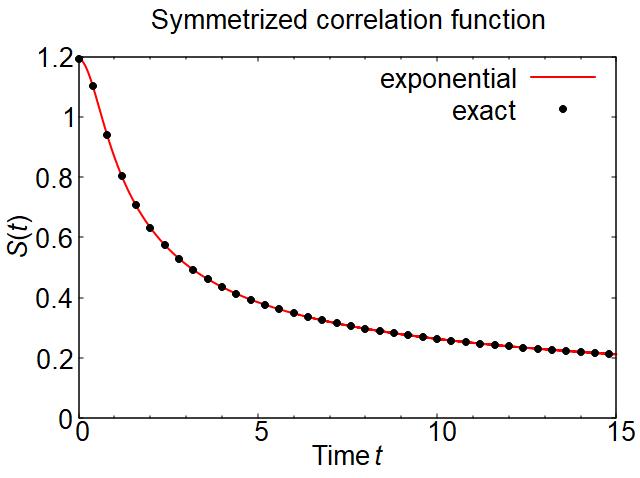 Symmetrized correlation function
exponential
exact
1.2
1
0.8
0.6
0.4
0.2
0
S(t)
0 5 10 15
Time t